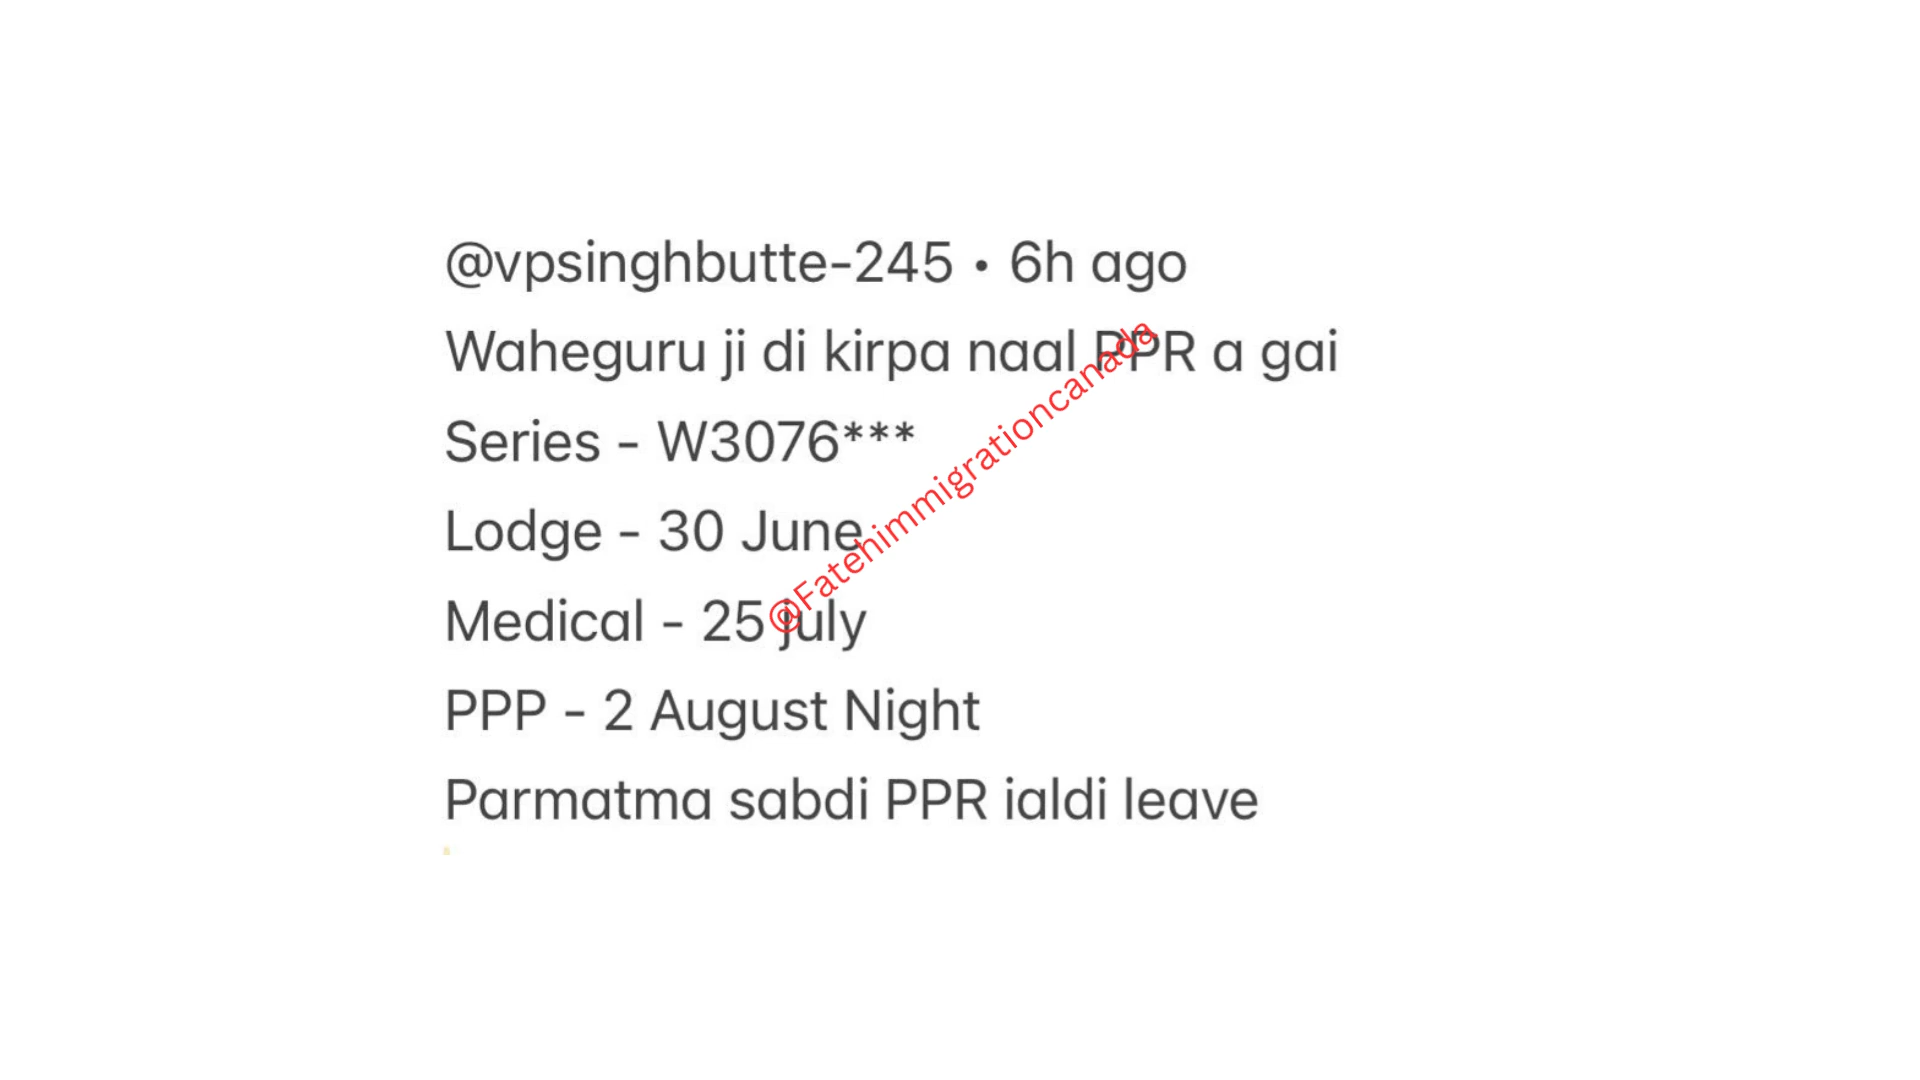 @vpsinghbutte-245 • 6h ago
Waheguru ji di kirpa naal PPR a gai
Series - W3076***
Lodge - 30 June
Medical - 25 july
PPP - 2 August Night
Parmatma sabdi PPR ialdi leave
@Fatehimmigrationcanada